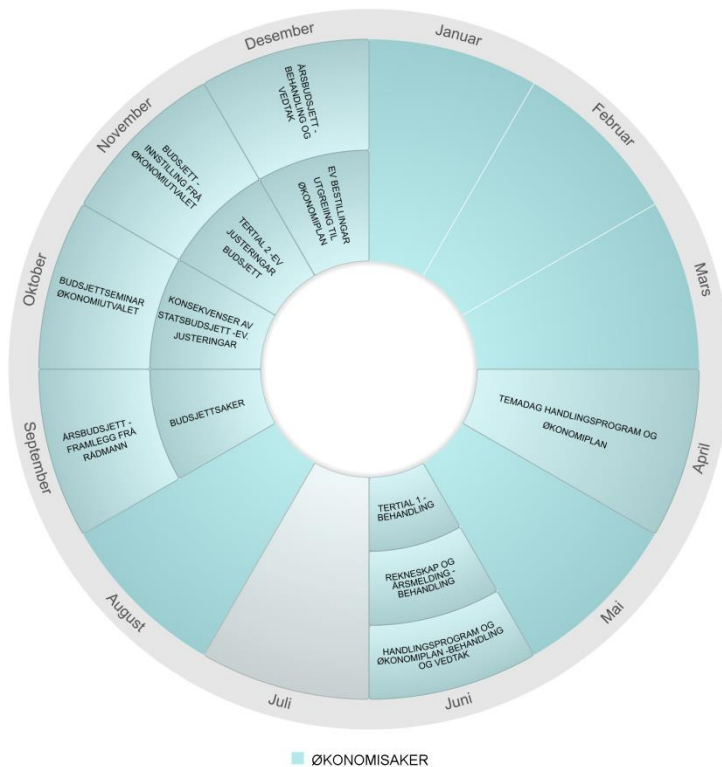 Januar
Februar
Mars
April
TEMADAG HANDLINGSPROGRAM OG
ØKONOMIPLAN
Mai
Juni
TERTIAL 1 -
BEHANDLING
REKNESKAP OG
ÅRSMELDING -
BEHANDLING
HANDLINGSPROGRAM OG
ØKONOMIPLAN -BEHANDLING
OG VEDTAK
Juli
August
September
BUDSJETTSAKER
ÅRSBUDSJETT -
FRAMLEGG FRÅ
RÅDMANN
Oktober
BUDSJETTSEMINAR
ØKONOMIUTVALET
KONSEKVENSER AV
STATSBUDSJETT -EV.
JUSTERINGAR
November
BUDSJETT -
INNSTILLING FRÅ
ØKONOMIUTVALET
TERTIAL 2 -EV
JUSTERINGAR
BUDSJETT
Desember
ÅRSBUDSJETT -
BEHANDLING OG
VEDTAK
EV BESTILLINGAR
UTGREIING TIL
ØKONOMIPLAN
ØKONOMISAKER